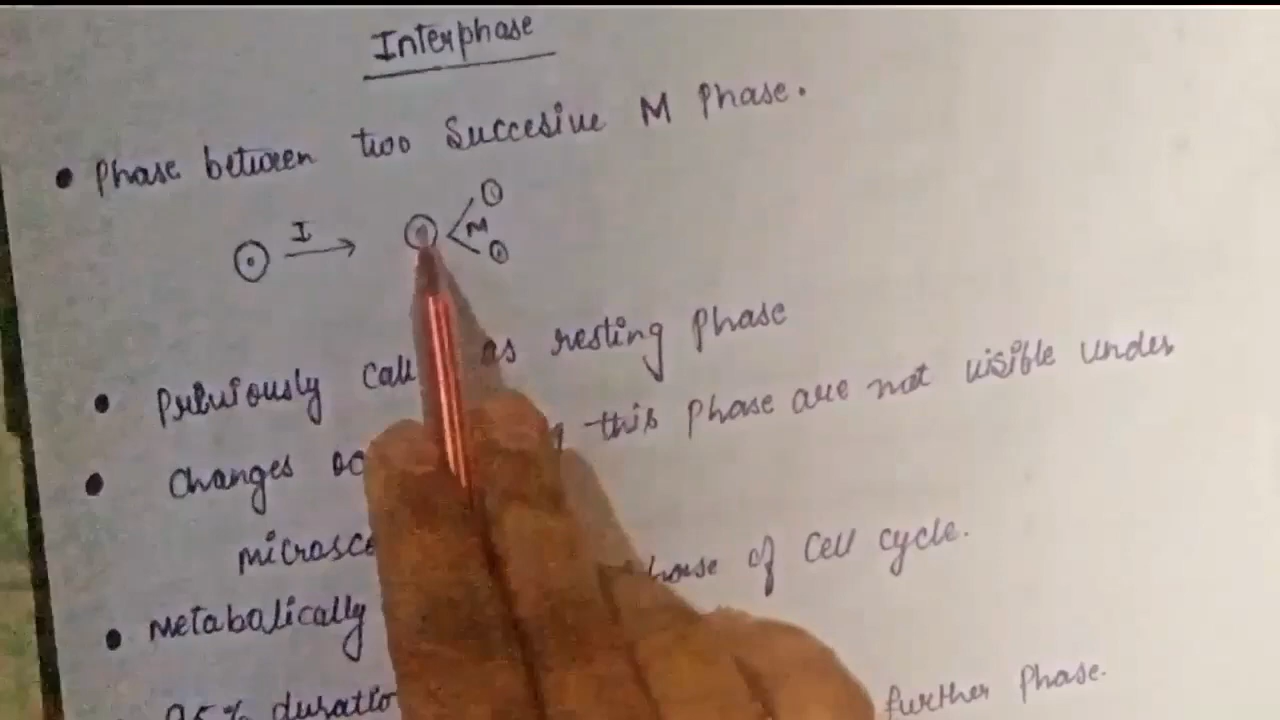 Interphase
• Phase between two Succesive M Phase.
I
M
• Previously call as resting phase
• Changes this phase are not visible under
microsc of Cell cycle.
• Metabolically
95% duratio further phase.